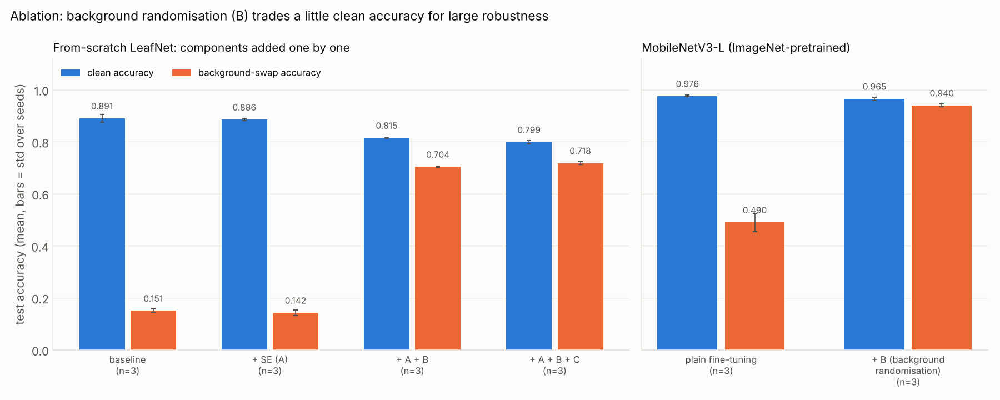 Ablation: background randomisation (B) trades a little clean accuracy for large robustness
From-scratch LeafNet: components added one by one
clean accuracy
background-swap accuracy
test accuracy (mean, bars = std over seeds)
1.0
0.8
0.6
0.4
0.2
0.0
0.891
0.151
0.886
0.142
0.815
0.704
0.799
0.718
baseline
(n=3)
+ SE (A)
(n=3)
+ A + B
(n=3)
+ A + B + C
(n=3)
MobileNetV3-L (ImageNet-pretrained)
0.976
0.490
0.965
0.940
plain fine-tuning
(n=3)
+ B (background
randomisation)
(n=3)